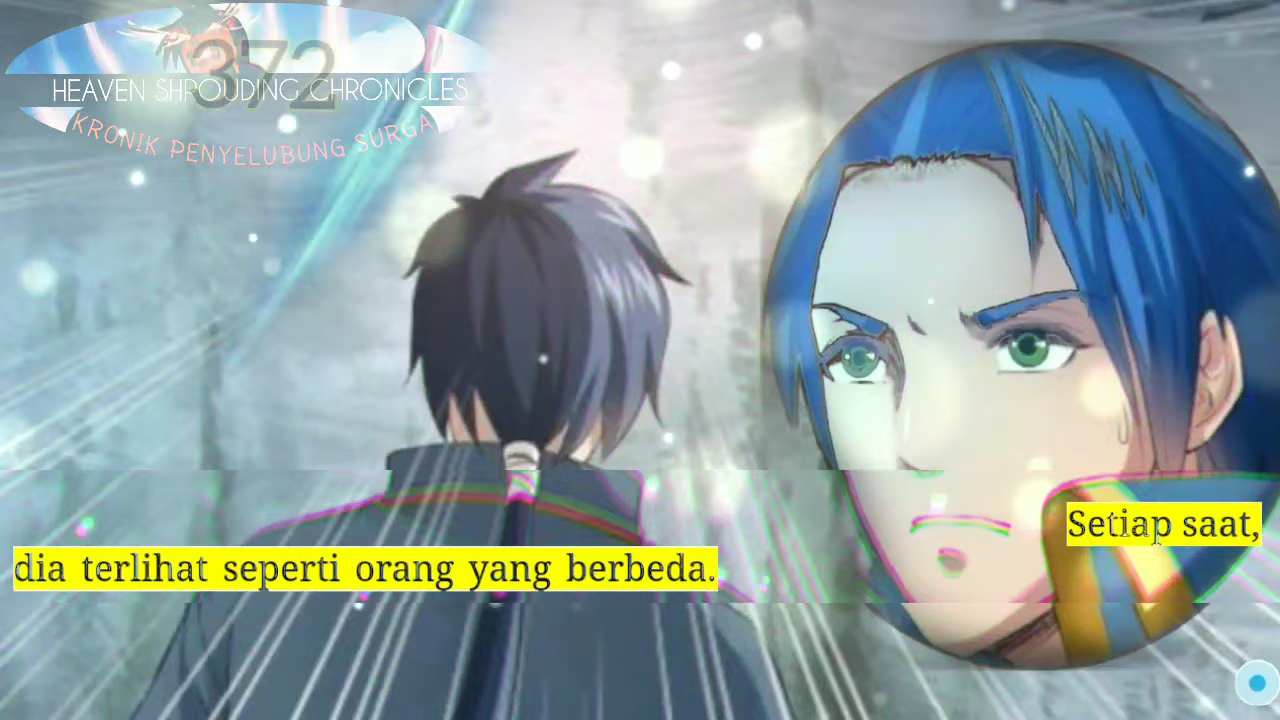 372
HEAVEN SHROUDING CHRONICLES
KRONIK PENYELUBUNG SURGA
Setiap saat,
dia terlihat seperti orang yang berbeda.